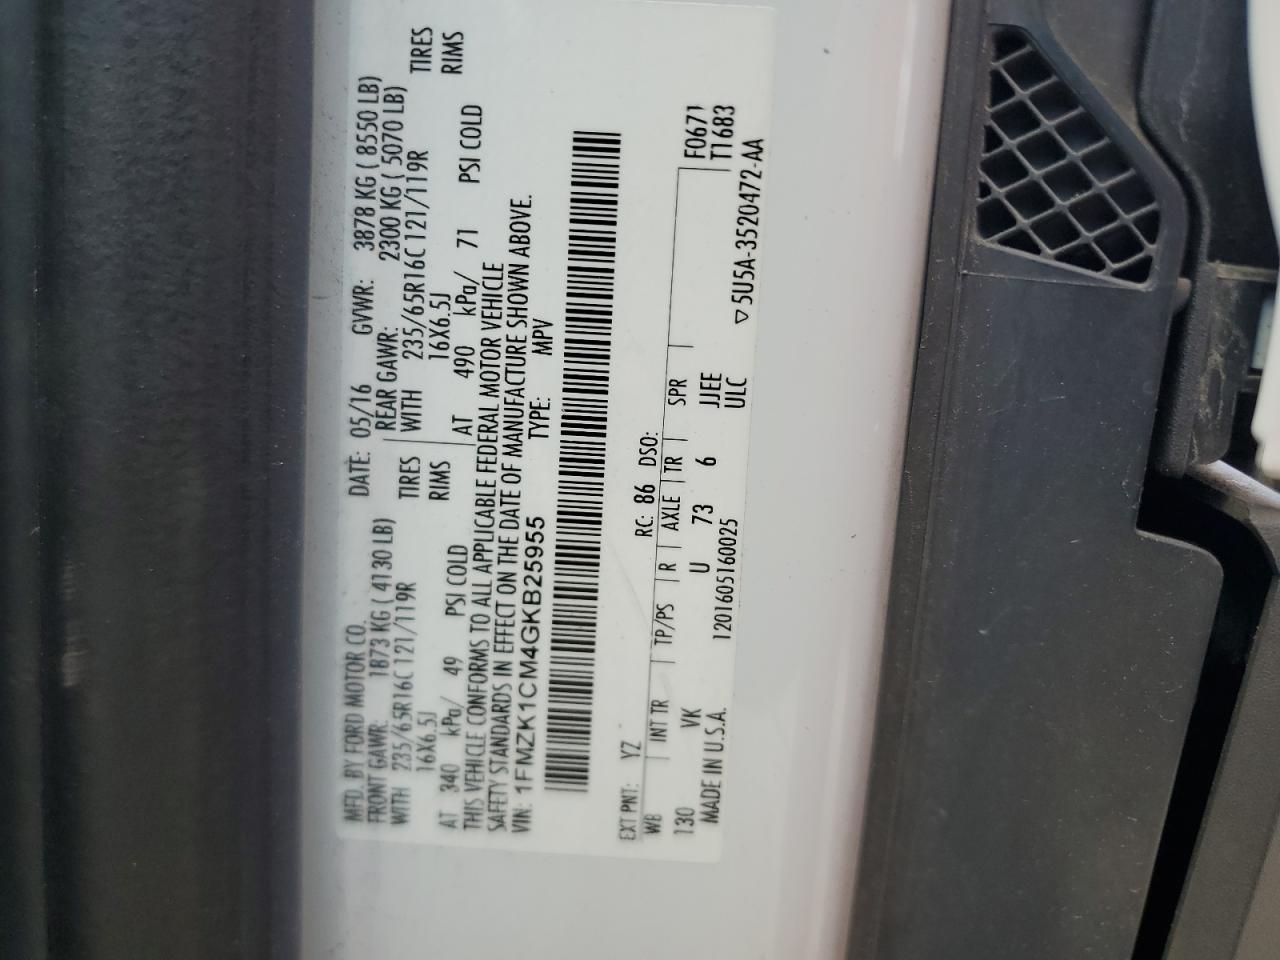 MFD. BY FORD MOTOR CO. DATE: 05/16 GVWR: 3878 KG ( 8550 LB)
FRONT GAWR: 1873 KG ( 4130 LB) REAR GAWR: 2300 KG ( 5070 LB)
WITH 235/65R16C 121/119R TIRES WITH 235/65R16C 121/119R TIRES
16X6.5J RIMS 16X6.5J RIMS
AT 340 kPa/ 49 PSI COLD AT 490 kPa/ 71 PSI COLD
THIS VEHICLE CONFORMS TO ALL APPLICABLE FEDERAL MOTOR VEHICLE
SAFETY STANDARDS IN EFFECT ON THE DATE OF MANUFACTURE SHOWN ABOVE.
VIN: 1FMZK1CM4GKB25955 TYPE: MPV
EXT PNT: YZ RC: 86 DSO:
WB INT TR TP/PS R AXLE TR SPR F0671
130 VK U 73 6 JJEE T1683
MADE IN U.S.A. 1201605160025 ULC ▽5U5A-3520472-AA